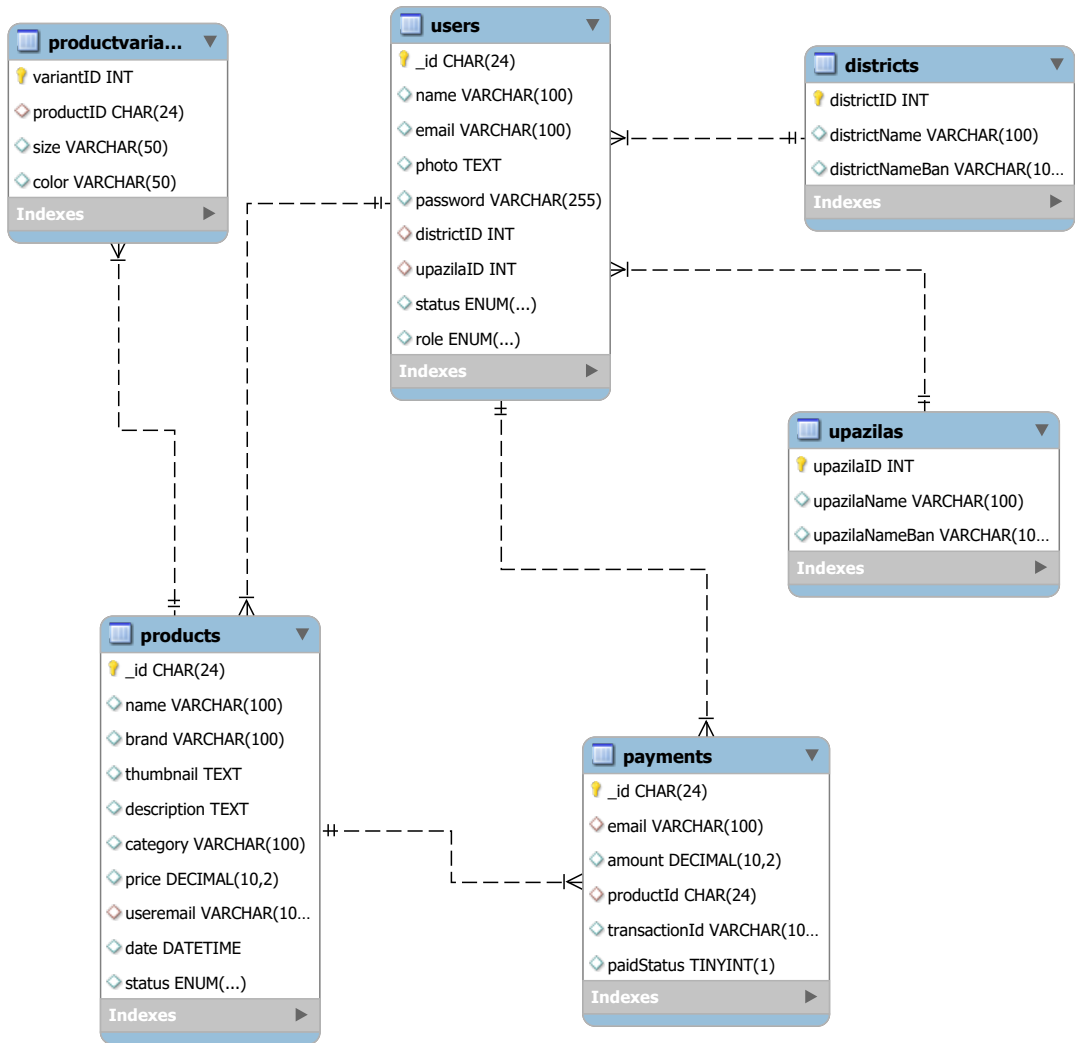 productvaria...
variantID INT
productID CHAR(24)
size VARCHAR(50)
color VARCHAR(50)
Indexes
users
_id CHAR(24)
name VARCHAR(100)
email VARCHAR(100)
photo TEXT
password VARCHAR(255)
districtID INT
upazilaID INT
status ENUM(...)
role ENUM(...)
Indexes
districts
districtID INT
districtName VARCHAR(100)
districtNameBan VARCHAR(10...
Indexes
upazilas
upazilaID INT
upazilaName VARCHAR(100)
upazilaNameBan VARCHAR(10...
Indexes
products
_id CHAR(24)
name VARCHAR(100)
brand VARCHAR(100)
thumbnail TEXT
description TEXT
category VARCHAR(100)
price DECIMAL(10,2)
useremail VARCHAR(10...
date DATETIME
status ENUM(...)
Indexes
payments
_id CHAR(24)
email VARCHAR(100)
amount DECIMAL(10,2)
productId CHAR(24)
transactionId VARCHAR(10...
paidStatus TINYINT(1)
Indexes